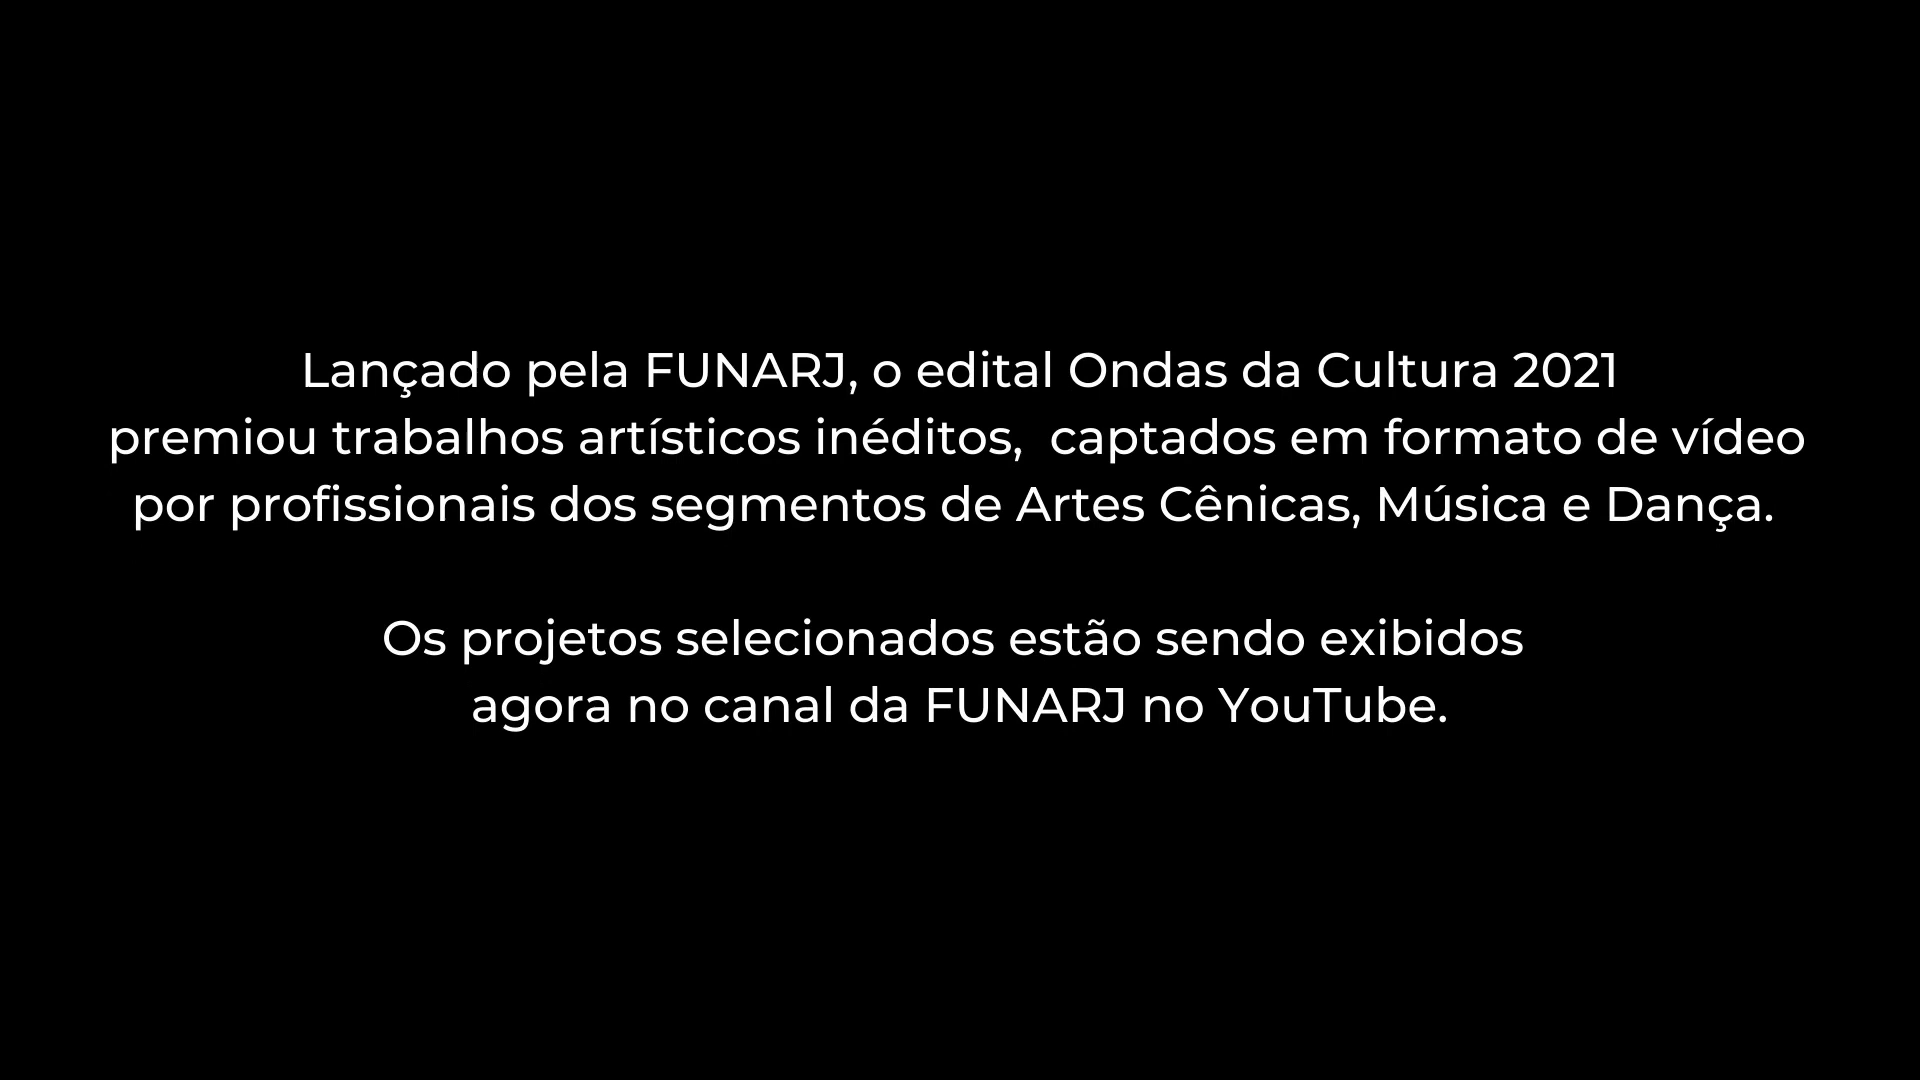 Lançado pela FUNARJ, o edital Ondas da Cultura 2021
premiou trabalhos artísticos inéditos,  captados em formato de vídeo
por profissionais dos segmentos de Artes Cênicas, Música e Dança.
Os projetos selecionados estão sendo exibidos
agora no canal da FUNARJ no YouTube.